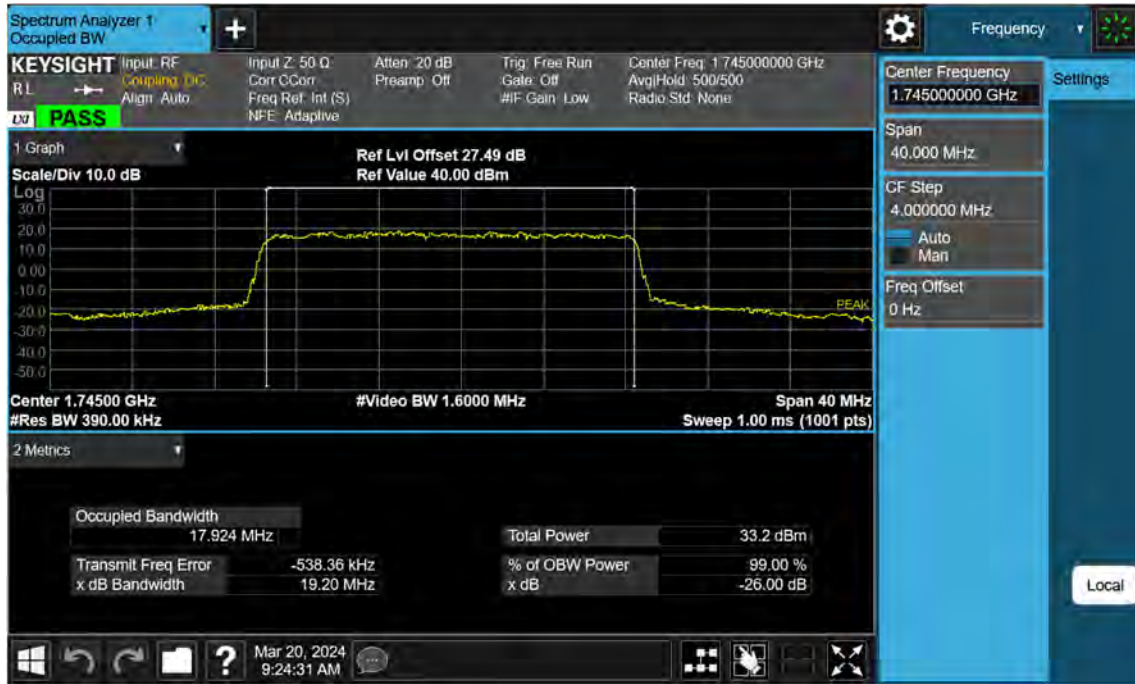 Spectrum Analyzer 1
Occupied BW
+
Frequency
KEYSIGHT
RL
LXI
PASS
Input: RF
Coupling: DC
Align: Auto
Input Z: 50 Ω
Corr CCorr
Freq Ref: Int (S)
NFE: Adaptive
Atten: 20 dB
Preamp: Off
Trig: Free Run
Gate: Off
#IF Gain: Low
Center Freq: 1.745000000 GHz
Avg|Hold: 500/500
Radio Std: None
1 Graph
Scale/Div 10.0 dB
Ref Lvl Offset 27.49 dB
Ref Value 40.00 dBm
Log
30.0
20.0
10.0
0.00
-10.0
-20.0
-30.0
-40.0
-50.0
PEAK
Center 1.74500 GHz
#Video BW 1.6000 MHz
Span 40 MHz
#Res BW 390.00 kHz
Sweep 1.00 ms (1001 pts)
2 Metrics
Occupied Bandwidth
17.924 MHz
Total Power 33.2 dBm
Transmit Freq Error -538.36 kHz
% of OBW Power 99.00 %
x dB Bandwidth 19.20 MHz
x dB -26.00 dB
?
Mar 20, 2024
9:24:31 AM
Center Frequency
1.745000000 GHz
Settings
Span
40.000 MHz
CF Step
4.000000 MHz
Auto
Man
Freq Offset
0 Hz
Local